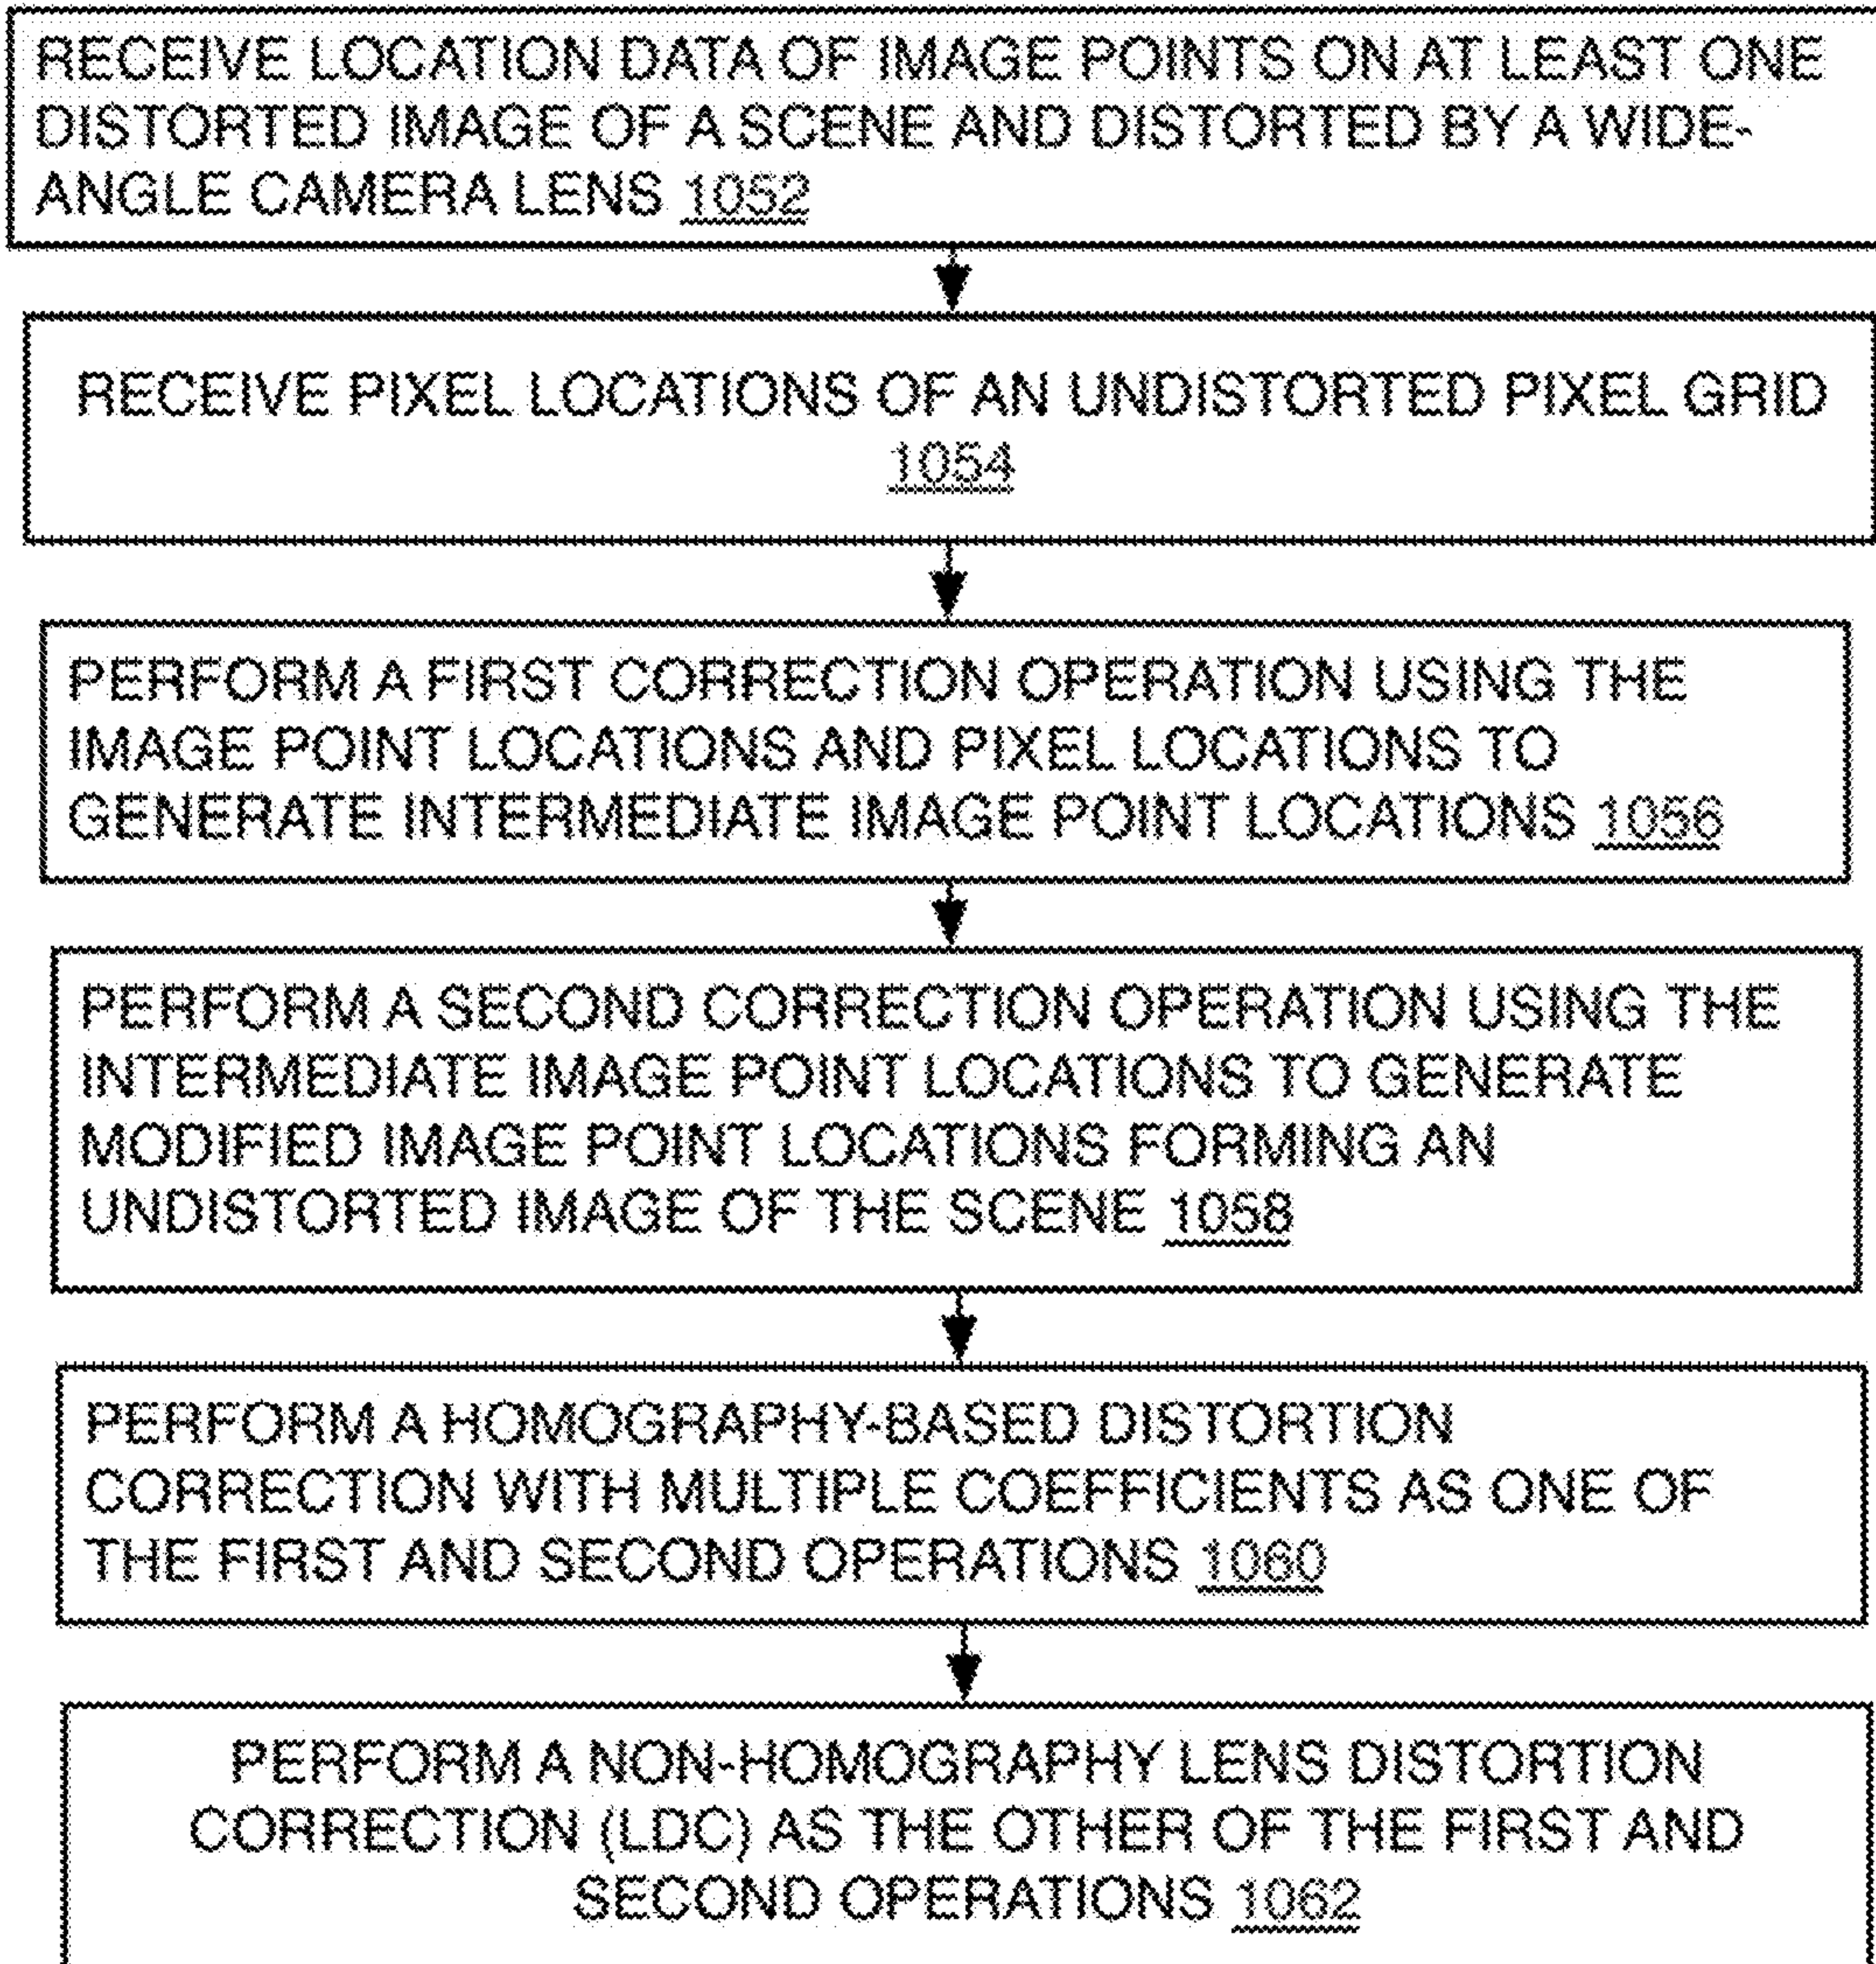 RECEIVE LOCATION DATA OF IMAGE POINTS ON AT LEAST ONE
DISTORTED IMAGE OF A SCENE AND DISTORTED BY A WIDE-
ANGLE CAMERA LENS 1052
RECEIVE PIXEL LOCATIONS OF AN UNDISTORTED PIXEL GRID
1054
PERFORM A FIRST CORRECTION OPERATION USING THE
IMAGE POINT LOCATIONS AND PIXEL LOCATIONS TO
GENERATE INTERMEDIATE IMAGE POINT LOCATIONS 1056
PERFORM A SECOND CORRECTION OPERATION USING THE
INTERMEDIATE IMAGE POINT LOCATIONS TO GENERATE
MODIFIED IMAGE POINT LOCATIONS FORMING AN
UNDISTORTED IMAGE OF THE SCENE 1058
PERFORM A HOMOGRAPHY-BASED DISTORTION
CORRECTION WITH MULTIPLE COEFFICIENTS AS ONE OF
THE FIRST AND SECOND OPERATIONS 1060
PERFORM A NON-HOMOGRAPHY LENS DISTORTION
CORRECTION (LDC) AS THE OTHER OF THE FIRST AND
SECOND OPERATIONS 1062